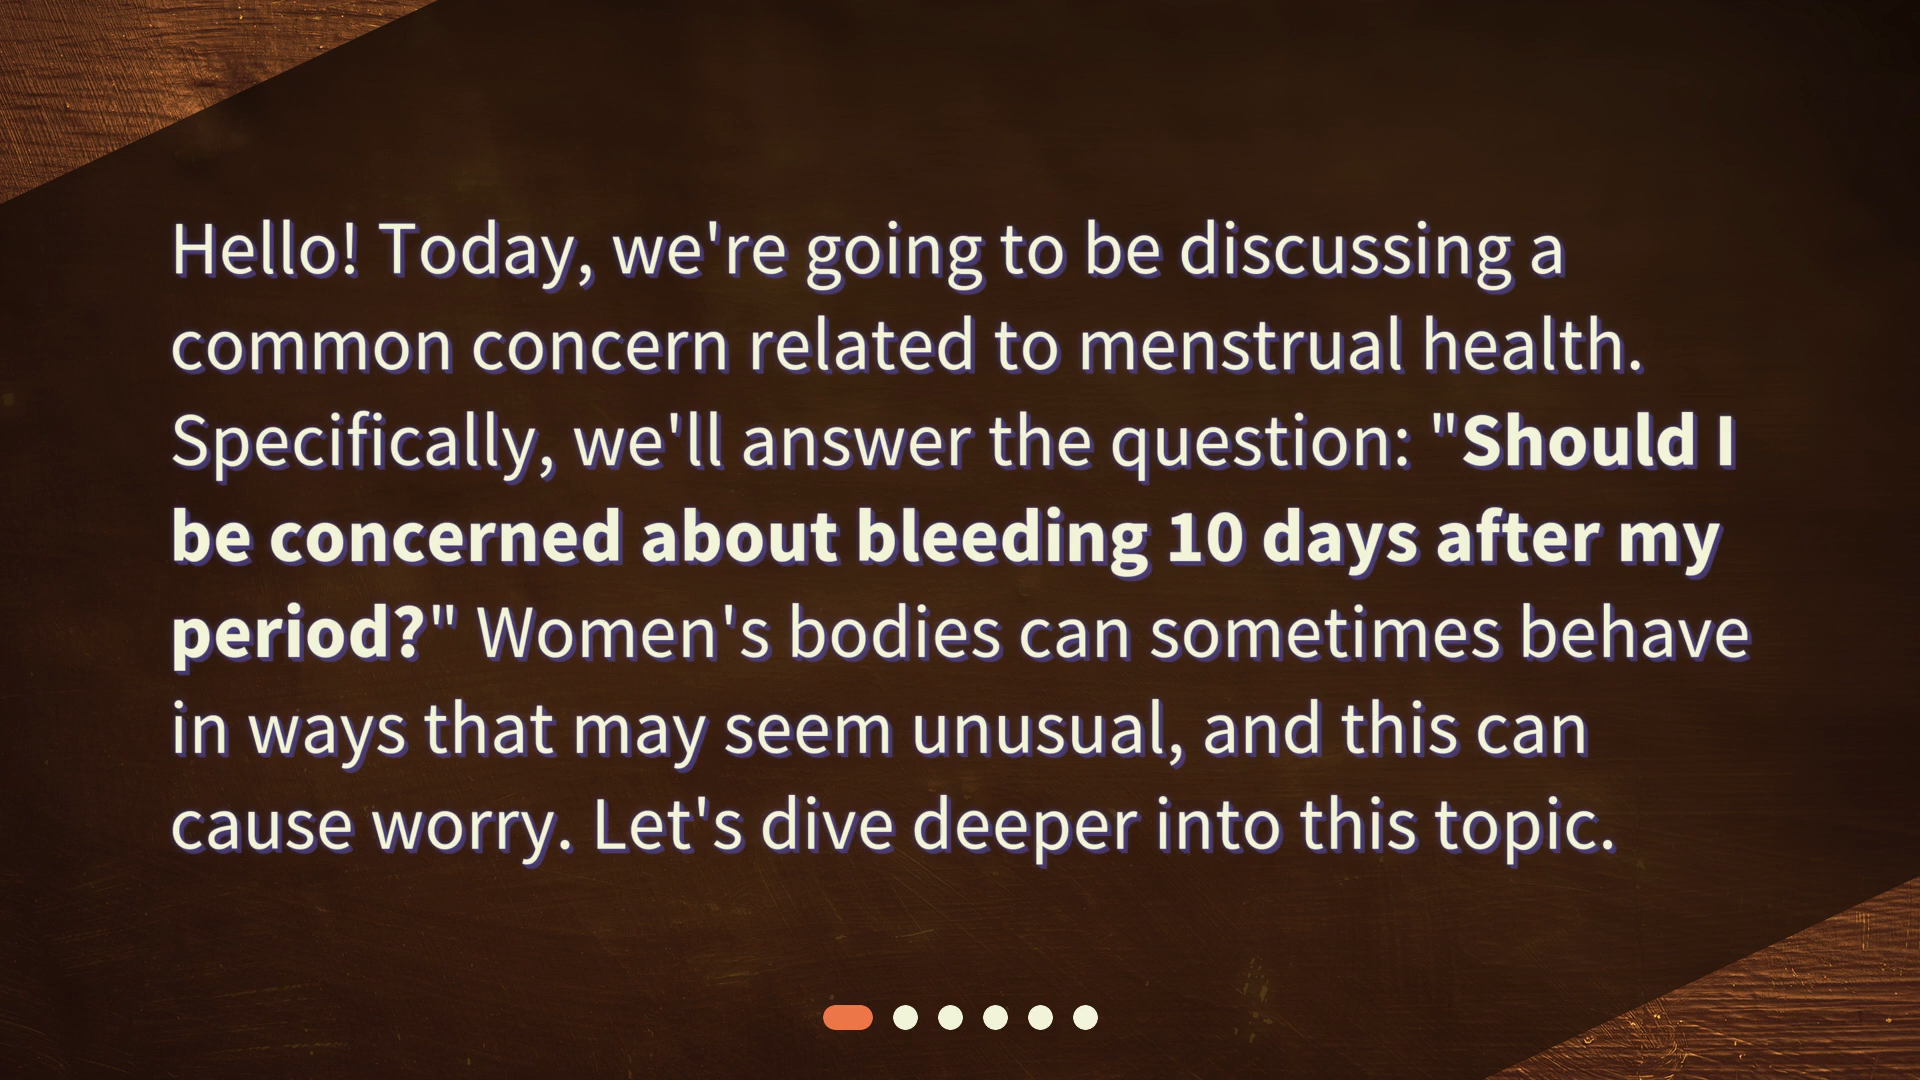 Hello! Today, we're going to be discussing a
common concern related to menstrual health.
Specifically, we'll answer the question: "Should I
be concerned about bleeding 10 days after my
period?" Women's bodies can sometimes behave
in ways that may seem unusual, and this can
cause worry. Let's dive deeper into this topic.